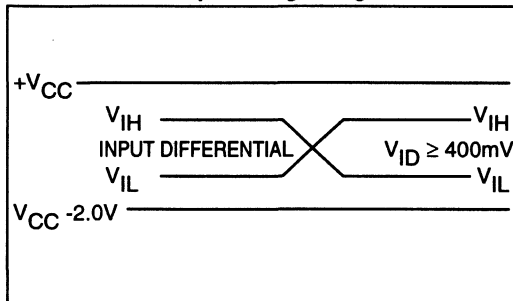 +VCC
VIH VIH
INPUT DIFFERENTIAL VID ≥ 400mV
VIL VIL
VCC -2.0V